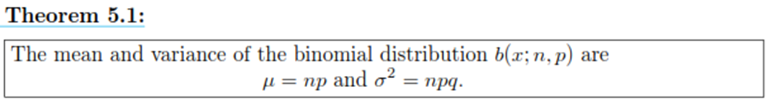 Theorem 5.1:
The mean and variance of the binomial distribution b(x; n, p) are
μ = np and σ² = npq.